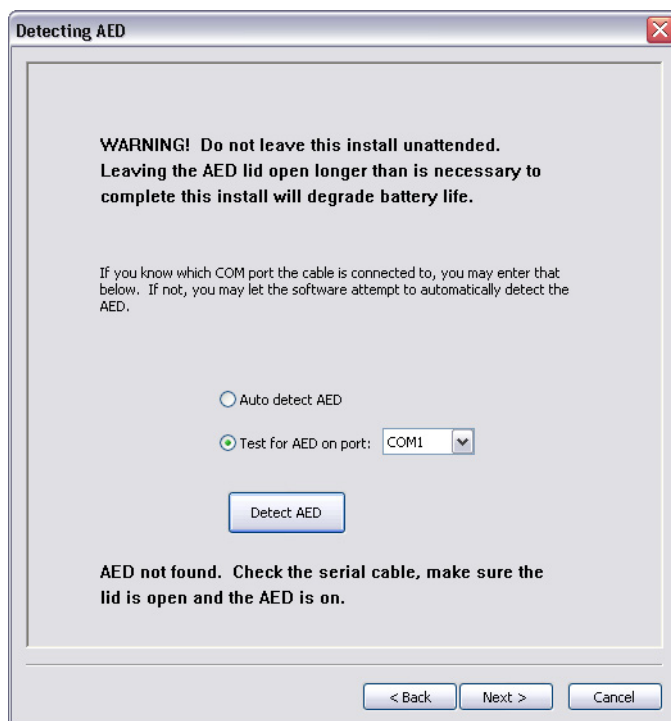 Detecting AED
WARNING! Do not leave this install unattended.
Leaving the AED lid open longer than is necessary to
complete this install will degrade battery life.
If you know which COM port the cable is connected to, you may enter that
below. If not, you may let the software attempt to automatically detect the
AED.
Auto detect AED
Test for AED on port: COM1
Detect AED
AED not found. Check the serial cable, make sure the
lid is open and the AED is on.
< Back Next > Cancel